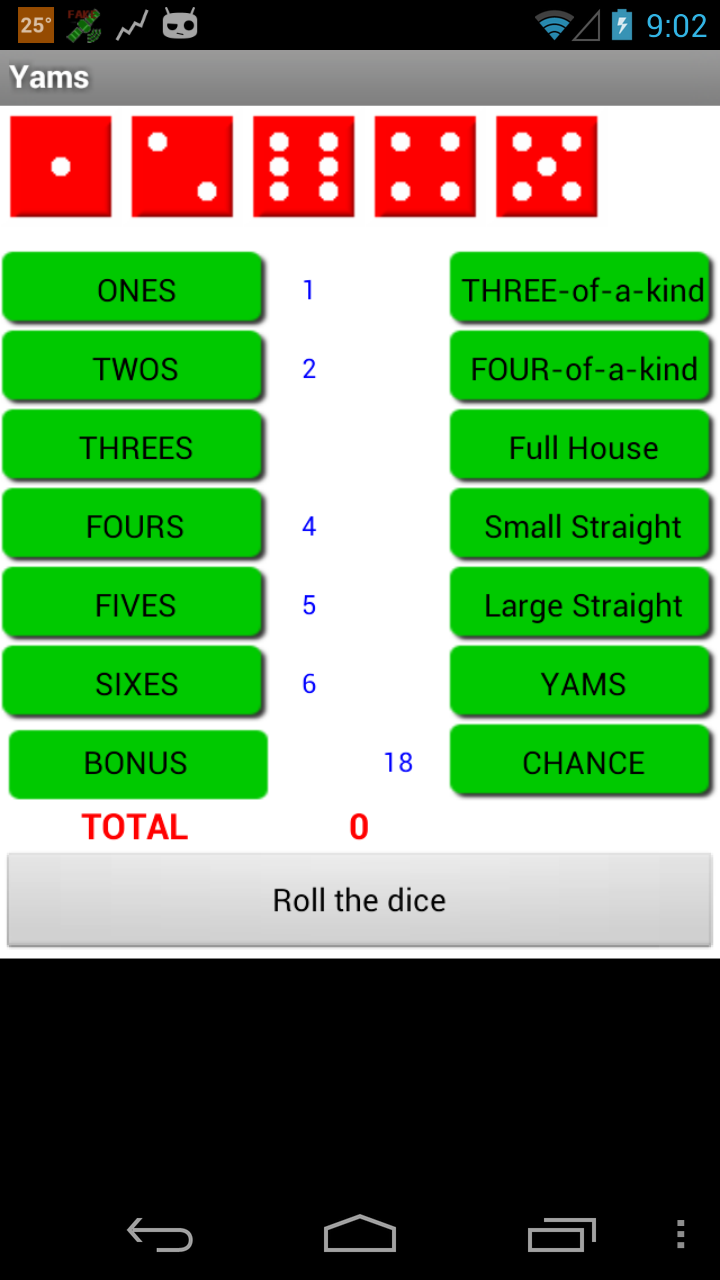 25°
FAKE
9:02
Yams
ONES 1 THREE-of-a-kind
TWOS 2 FOUR-of-a-kind
THREES Full House
FOURS 4 Small Straight
FIVES 5 Large Straight
SIXES 6 YAMS
BONUS 18 CHANCE
TOTAL 0
Roll the dice